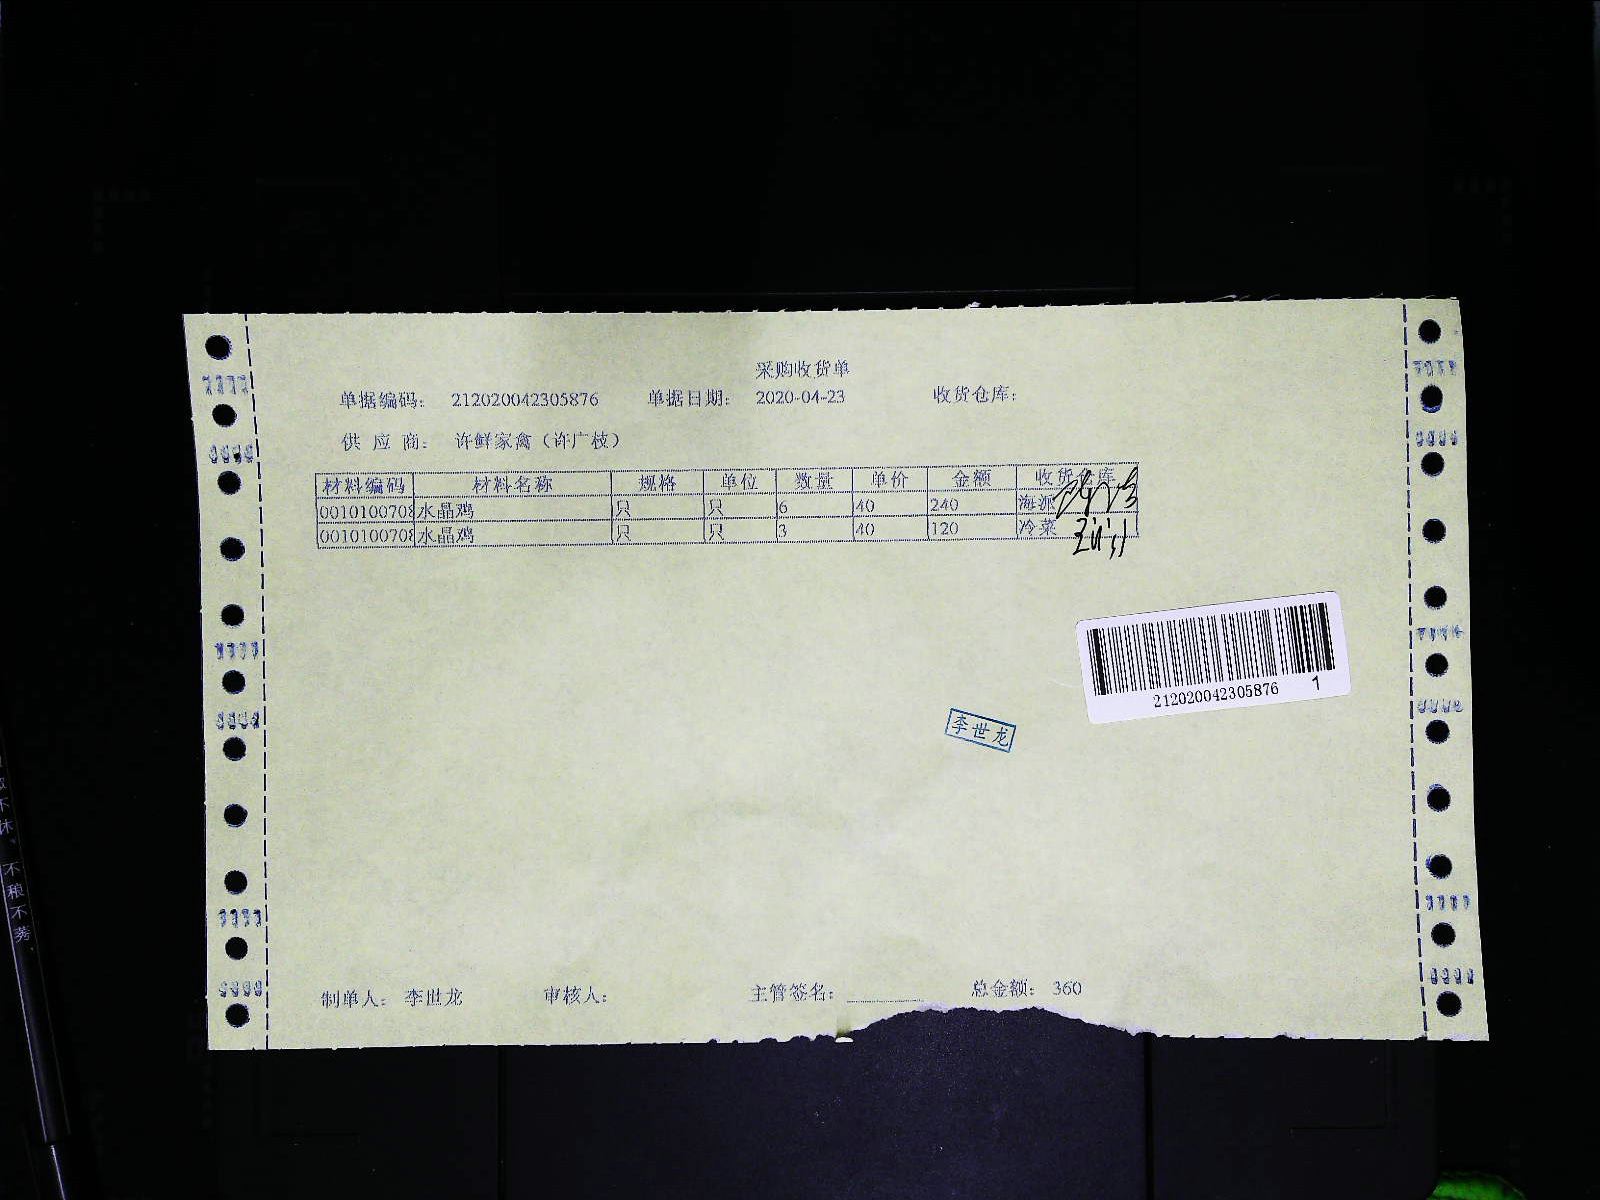 采购收货单
单据编码： 212020042305876 单据日期： 2020-04-23 收货仓库：
供 应 商： 许鲜家禽（许广枝）
材料编码 材料名称 规格 单位 数量 单价 金额 收货仓库
0010100708 水晶鸡 只 只 6 40 240 海派
0010100708 水晶鸡 只 只 3 40 120 冷菜
212020042305876 1
李世龙
制单人： 李世龙 审核人： 主管签名： 总金额： 360
不稂不莠